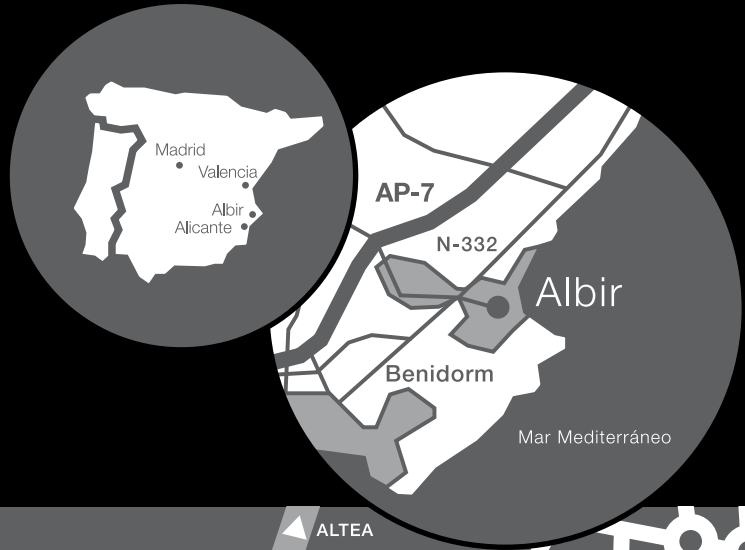 Madrid
Valencia
Albir
Alicante
AP-7
N-332
Albir
Benidorm
Mar Mediterráneo
ALTEA